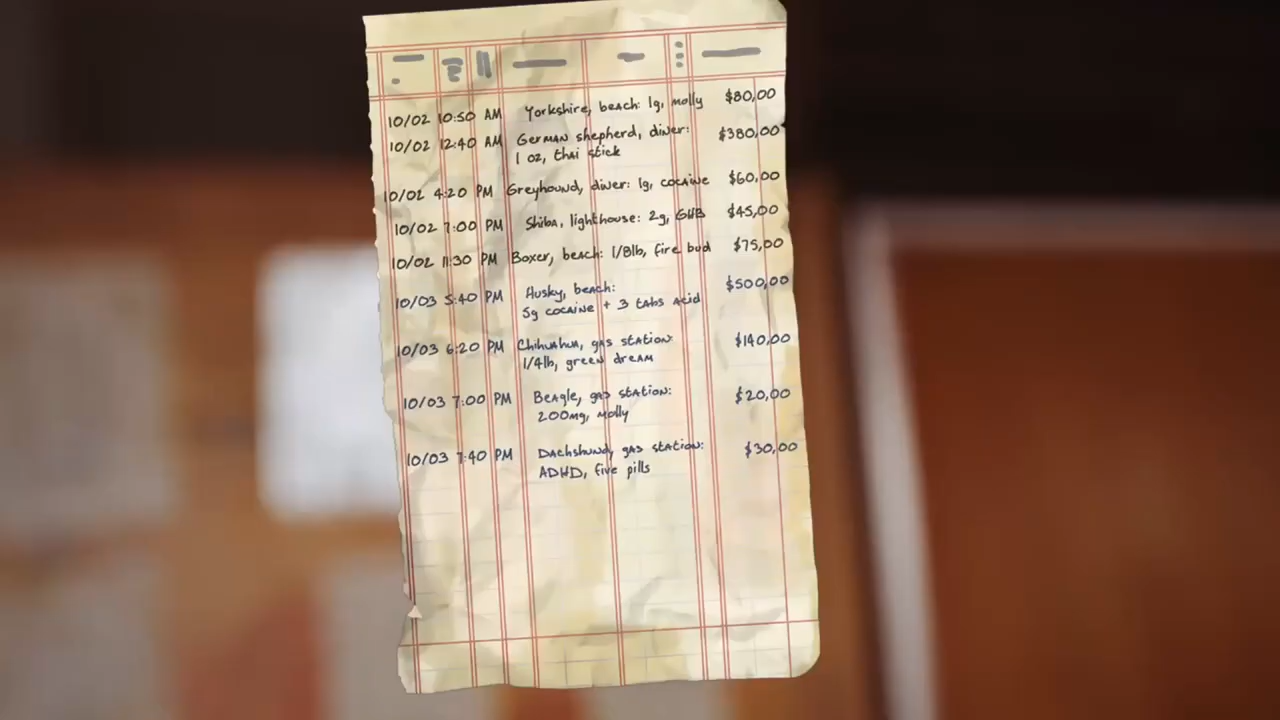 10/02 10:50 AM Yorkshire, beach: 1g, molly $80,00
10/02 12:40 AM German shepherd, diner: $380,00
1 oz, thai stick
10/02 4:20 PM Greyhound, diner: 1g, cocaine $60,00
10/02 7:00 PM Shiba, lighthouse: 2g, GHB $45,00
10/02 11:30 PM Boxer, beach: 1/8lb, fire bud $75,00
10/03 5:40 PM Husky, beach: $500,00
5g cocaine + 3 tabs acid
10/03 6:20 PM Chihuahua, gas station: $140,00
1/4lb, green dream
10/03 7:00 PM Beagle, gas station: $20,00
200mg, molly
10/03 7:40 PM Dachshund, gas station: $30,00
ADHD, five pills